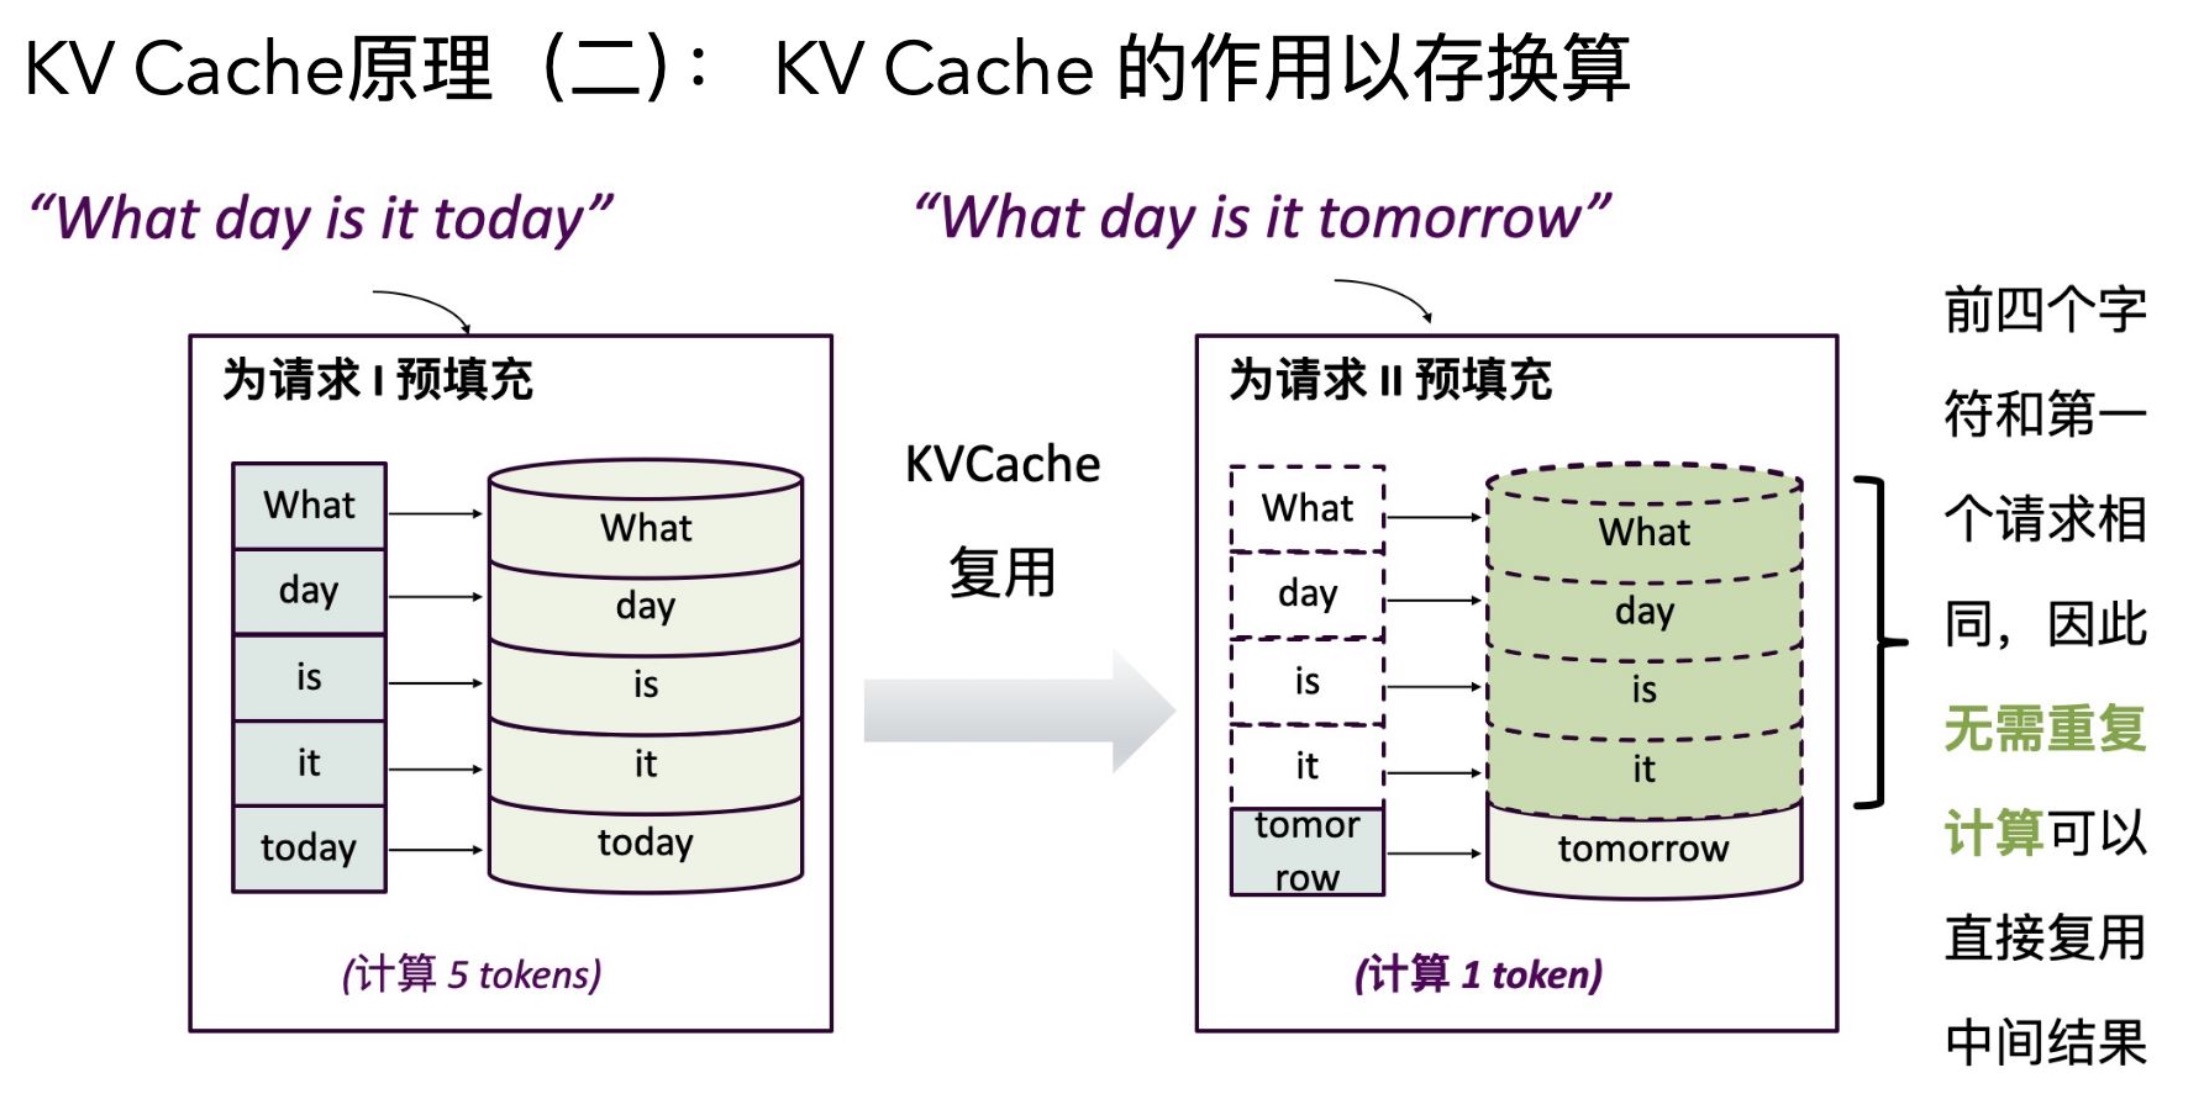 KV Cache原理（二）： KV Cache 的作用以存换算
“What day is it today”
“What day is it tomorrow”
为请求 I 预填充
What
day
is
it
today
What
day
is
it
today
(计算 5 tokens)
KVCache
复用
为请求 II 预填充
What
day
is
it
tomor
row
What
day
is
it
tomorrow
(计算 1 token)
前四个字
符和第一
个请求相
同，因此
无需重复
计算可以
直接复用
中间结果